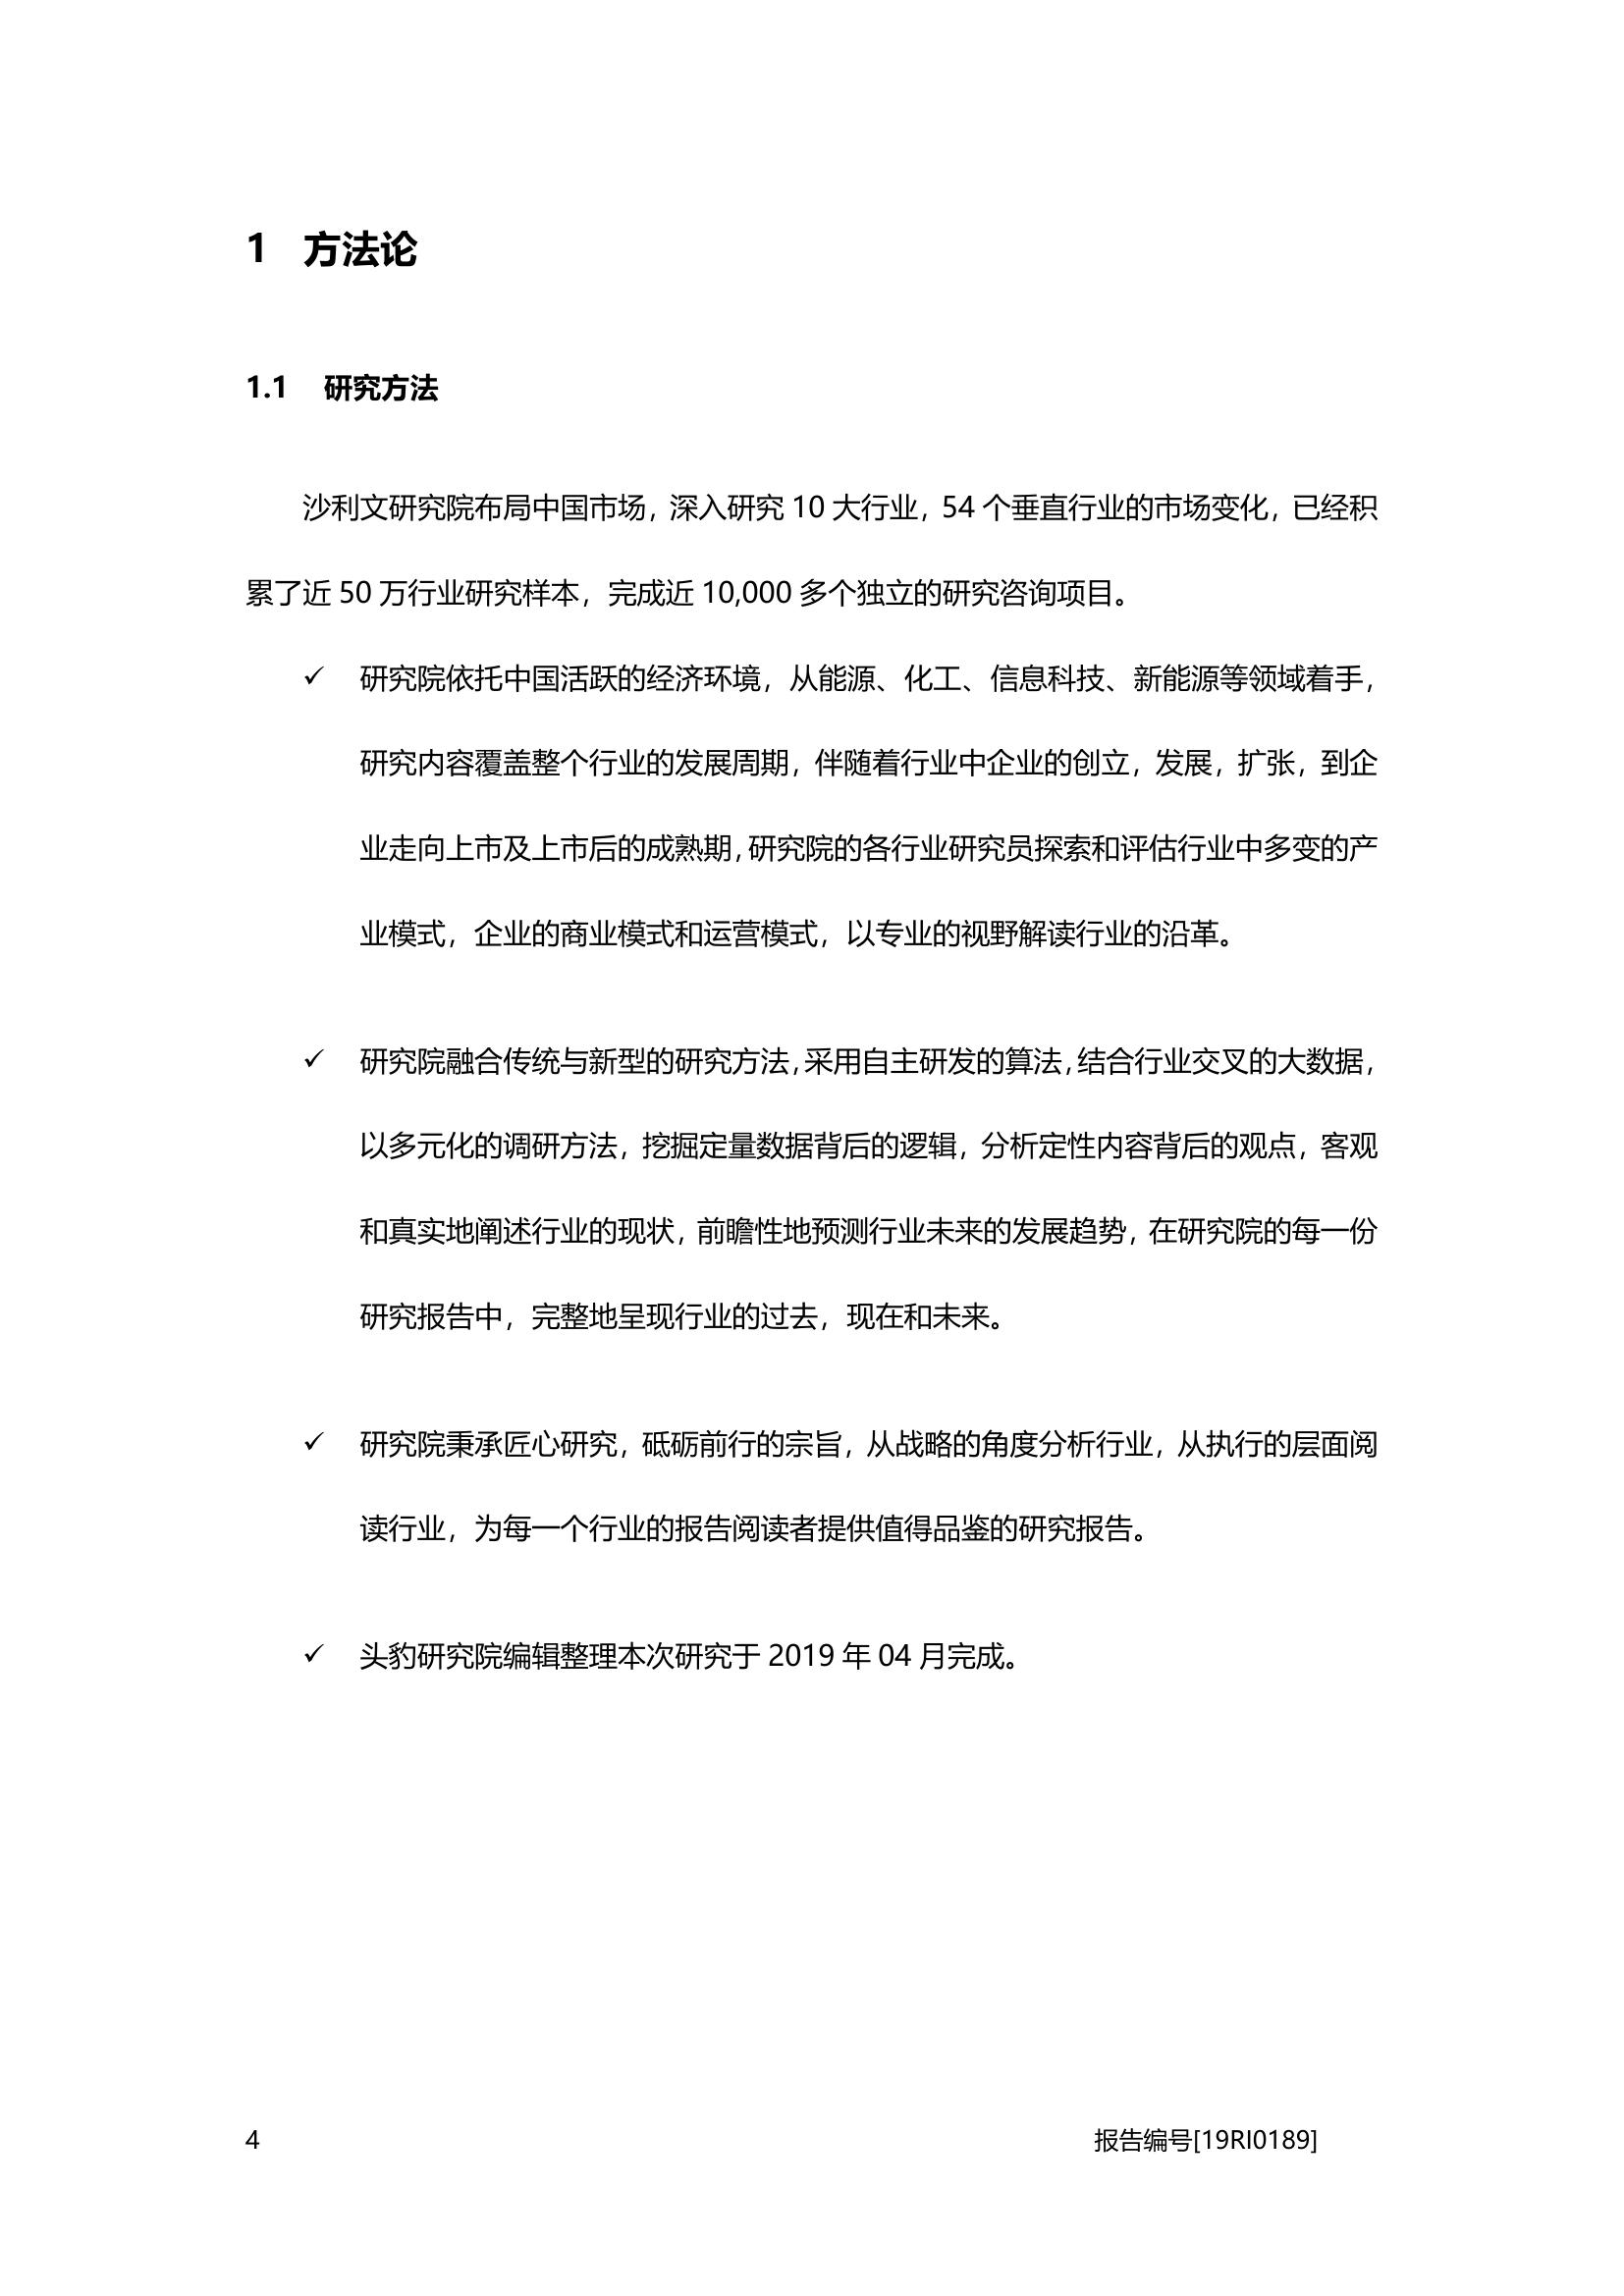 1 方法论
1.1 研究方法
沙利文研究院布局中国市场，深入研究 10 大行业，54 个垂直行业的市场变化，已经积
累了近 50 万行业研究样本，完成近 10,000 多个独立的研究咨询项目。
✓ 研究院依托中国活跃的经济环境，从能源、化工、信息科技、新能源等领域着手，
研究内容覆盖整个行业的发展周期，伴随着行业中企业的创立，发展，扩张，到企
业走向上市及上市后的成熟期，研究院的各行业研究员探索和评估行业中多变的产
业模式，企业的商业模式和运营模式，以专业的视野解读行业的沿革。
✓ 研究院融合传统与新型的研究方法，采用自主研发的算法，结合行业交叉的大数据，
以多元化的调研方法，挖掘定量数据背后的逻辑，分析定性内容背后的观点，客观
和真实地阐述行业的现状，前瞻性地预测行业未来的发展趋势，在研究院的每一份
研究报告中，完整地呈现行业的过去，现在和未来。
✓ 研究院秉承匠心研究，砥砺前行的宗旨，从战略的角度分析行业，从执行的层面阅
读行业，为每一个行业的报告阅读者提供值得品鉴的研究报告。
✓ 头豹研究院编辑整理本次研究于 2019 年 04 月完成。
4 报告编号[19RI0189]